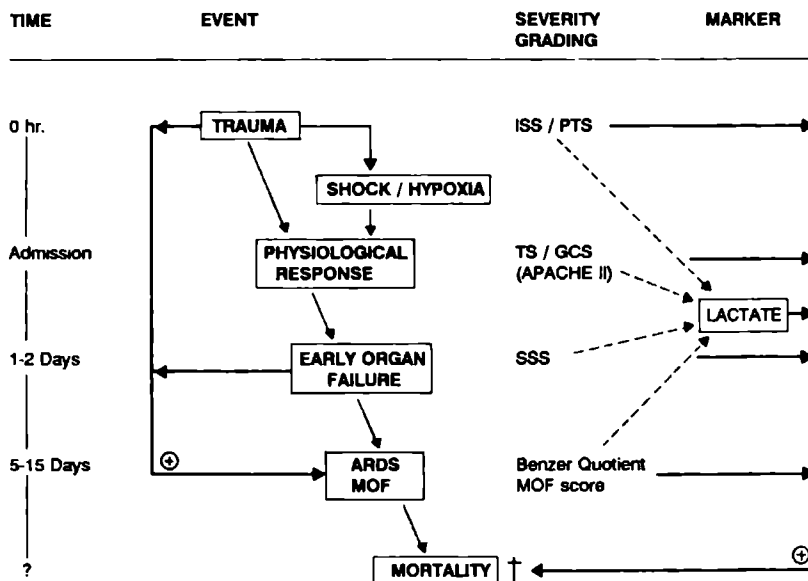 TIME EVENT SEVERITY GRADING MARKER
0 hr. TRAUMA ISS / PTS
SHOCK / HYPOXIA
Admission PHYSIOLOGICAL RESPONSE TS / GCS (APACHE II)
LACTATE
1-2 Days EARLY ORGAN FAILURE SSS
5-15 Days + ARDS MOF Benzer Quotient MOF score
+
? MORTALITY †